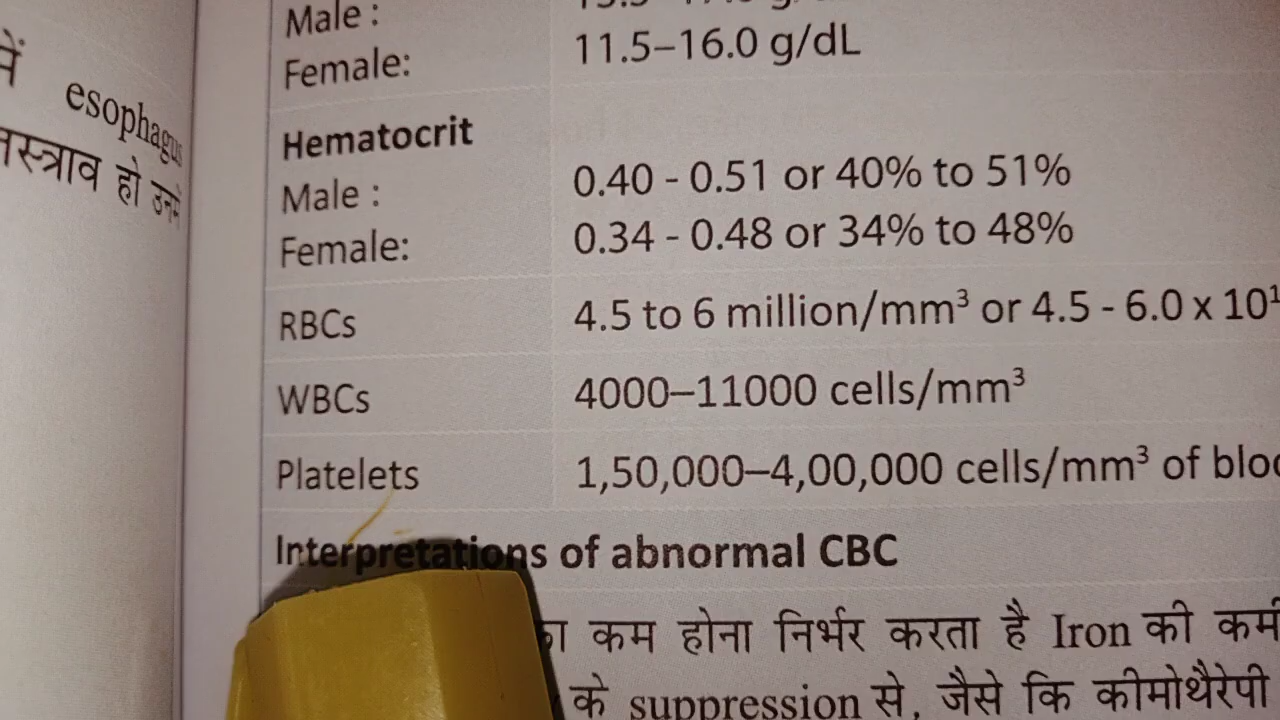 में esophagus
हो उनमें
Male :
Female: 11.5–16.0 g/dL
Hematocrit
Male : 0.40 - 0.51 or 40% to 51%
Female: 0.34 - 0.48 or 34% to 48%
RBCs 4.5 to 6 million/mm³ or 4.5 - 6.0 x 10¹
WBCs 4000–11000 cells/mm³
Platelets 1,50,000–4,00,000 cells/mm³ of
Interpretations of abnormal CBC
कम होना निर्भर करता है Iron की कमी
के suppression से, जैसे कि कीमोथैरेपी